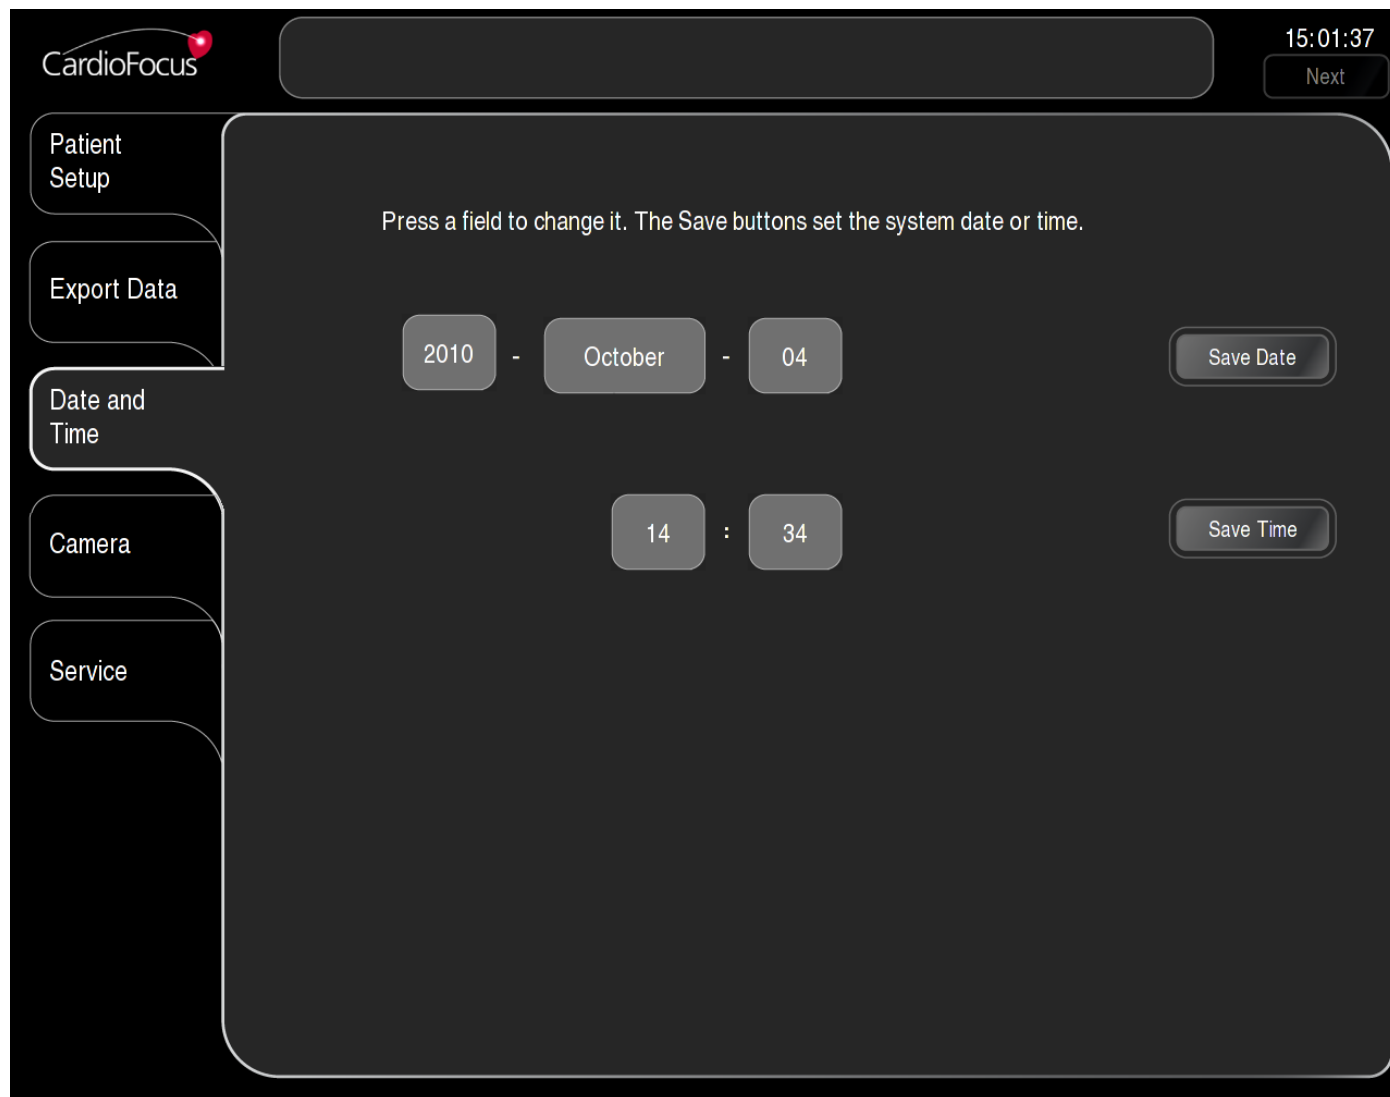 CardioFocus
15:01:37
Next
Patient
Setup
Export Data
Date and
Time
Camera
Service
Press a field to change it. The Save buttons set the system date or time.
2010 - October - 04
Save Date
14 : 34
Save Time